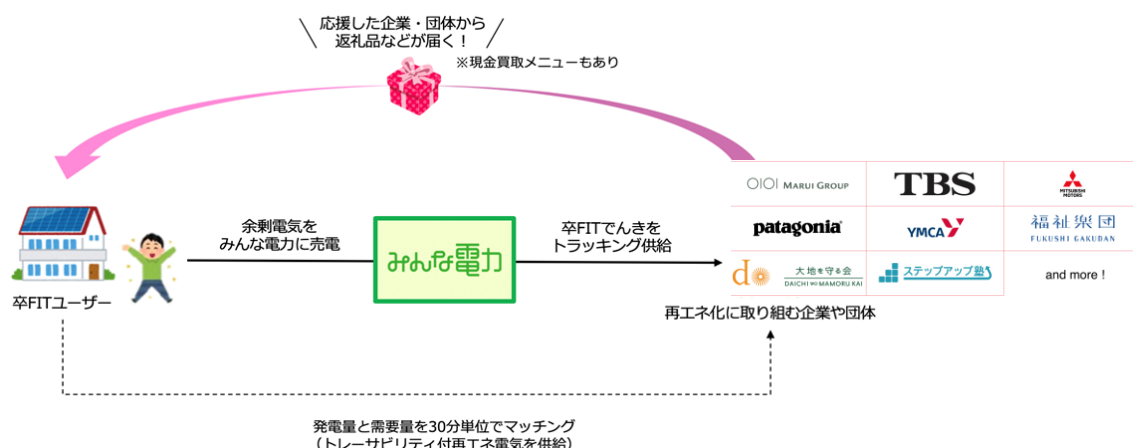 応援した企業・団体から
返礼品などが届く！
※現金買取メニューもあり
余剰電気を
みんな電力に売電
みんな電力
卒FITでんきを
トラッキング供給
卒FITユーザー
OIOI MARUI GROUP
TBS
MITSUBISHI
MOTORS
patagonia
YMCA
福祉楽団
FUKUSHI GAKUDAN
do
大地を守る会
DAICHI WO MAMORU KAI
ステップアップ塾
and more !
再エネ化に取り組む企業や団体
発電量と需要量を30分単位でマッチング
（トレーサビリティ付再エネ電気を供給）